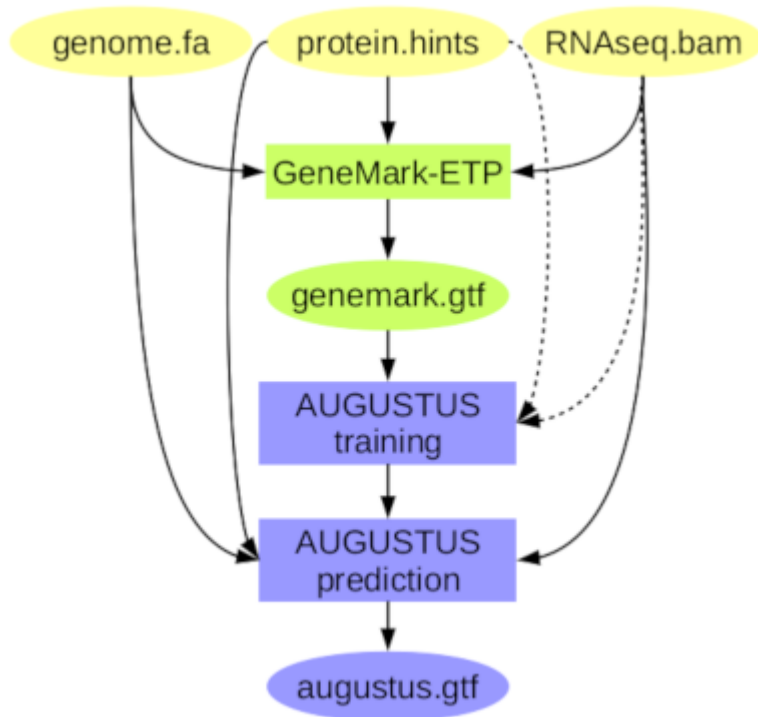 genome.fa
protein.hints
RNAseq.bam
GeneMark-ETP
genemark.gtf
AUGUSTUS
training
AUGUSTUS
prediction
augustus.gtf